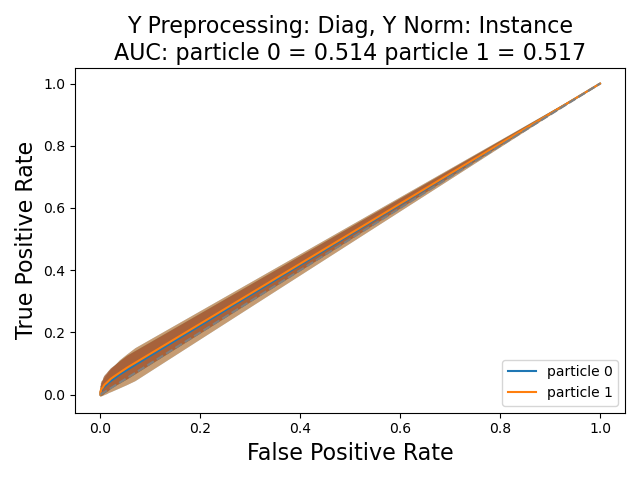 Y Preprocessing: Diag, Y Norm: Instance
AUC: particle 0 = 0.514 particle 1 = 0.517
True Positive Rate
1.0
0.8
0.6
0.4
0.2
0.0
particle 0
particle 1
0.0 0.2 0.4 0.6 0.8 1.0
False Positive Rate